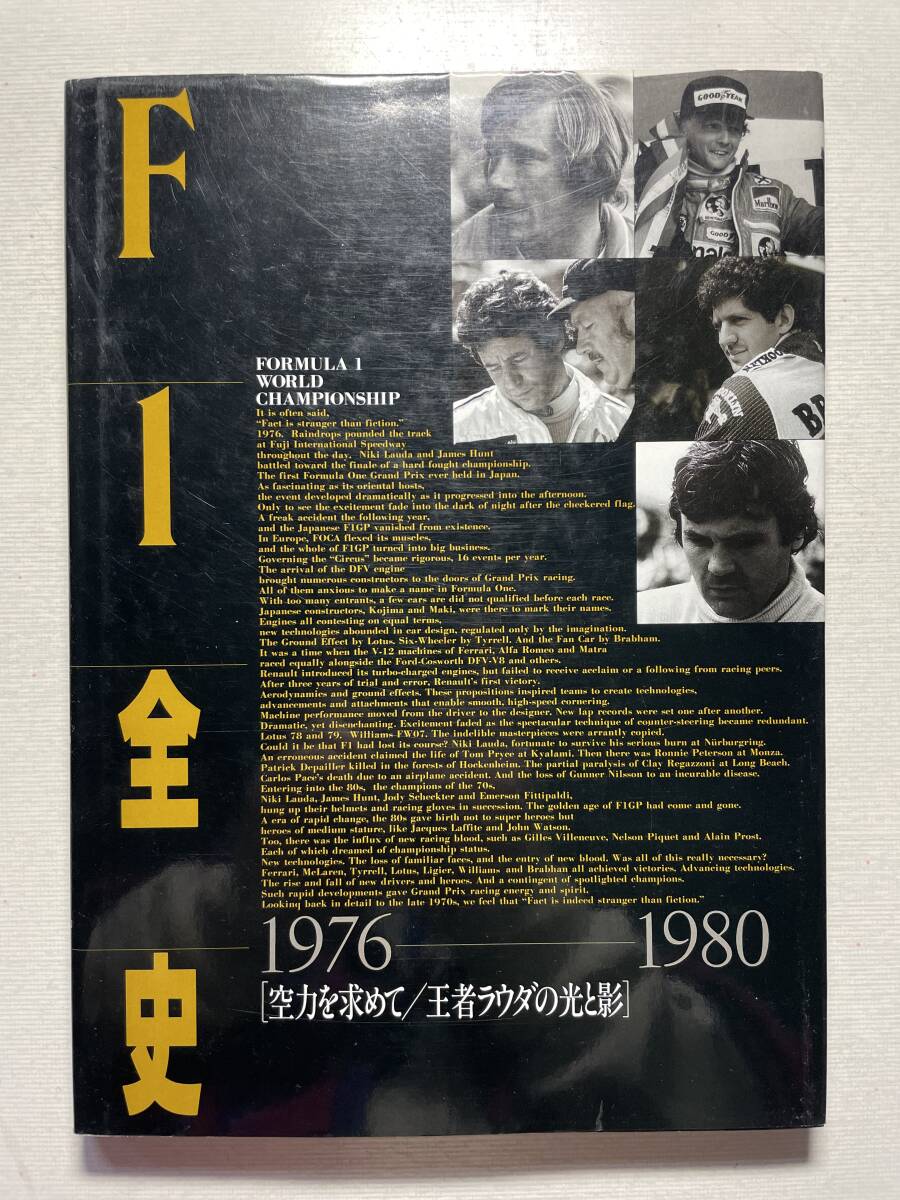 F1全史
FORMULA 1
WORLD
CHAMPIONSHIP
It is often said,
“Fact is stranger than fiction.”
1976. Raindrops pounded the track
at Fuji International Speedway
throughout the day. Niki Lauda and James Hunt
battled toward the finale of a hard fought championship.
The first Formula One Grand Prix ever held in Japan.
As fascinating as its oriental hosts,
the event developed dramatically as it progressed into the afternoon.
Only to see the excitement fade into the dark of night after the checkered flag.
A freak accident the following year,
and the Japanese F1GP vanished from existence.
In Europe, FOCA flexed its muscles,
and the whole of F1GP turned into big business.
Governing the “Circus” became rigorous, 16 events per year.
The arrival of the DFV engine
brought numerous constructors to the doors of Grand Prix racing.
All of them anxious to make a name in Formula One.
With too many entrants, a few cars are did not qualified before each race.
Japanese constructors, Kojima and Maki, were there to mark their names.
Engines all contesting on equal terms,
new technologies abounded in car design, regulated only by the imagination.
The Ground Effect by Lotus. Six-Wheeler by Tyrrell. And the Fan Car by Brabham.
It was a time when the V-12 machines of Ferrari, Alfa Romeo and Matra
raced equally alongside the Ford-Cosworth DFV-V8 and others.
Renault introduced its turbo-charged engines, but failed to receive acclaim or a following from racing peers.
After three years of trial and error, Renault's first victory.
Aerodynamics and ground effects. These propositions inspired teams to create technologies,
advancements and attachments that enable smooth, high-speed cornering.
Machine performance moved from the driver to the designer. New lap records were set one after another.
Dramatic, yet disenchanting. Excitement faded as the spectacular technique of counter-steering became redundant.
Lotus 78 and 79. Williams FW07. The indelible masterpieces were arrantly copied.
Could it be that F1 had lost its course? Niki Lauda, fortunate to survive his serious burn at Nürburgring.
An erroneous accident claimed the life of Tom Pryce at Kyalami. Then there was Ronnie Peterson at Monza.
Patrick Depailler killed in the forests of Hockenheim. The partial paralysis of Clay Regazzoni at Long Beach.
Carlos Pace's death due to an airplane accident. And the loss of Gunner Nilsson to an incurable disease.
Entering into the 80s, the champions of the 70s,
Niki Lauda, James Hunt, Jody Scheckter and Emerson Fittipaldi,
hung up their helmets and racing gloves in succession. The golden age of F1GP had come and gone.
A era of rapid change, the 80s gave birth not to super heroes but
heroes of medium stature, like Jacques Laffite and John Watson.
Too, there was the influx of new racing blood, such as Gilles Villeneuve, Nelson Piquet and Alain Prost.
Each of which dreamed of championship status.
New technologies. The loss of familiar faces, and the entry of new blood. Was all of this really necessary?
Ferrari, McLaren, Tyrrell, Lotus, Ligier, Williams and Brabhan all achieved victories. Advancing technologies.
The rise and fall of new drivers and heroes. And a contingent of spotlighted champions.
Such rapid developments gave Grand Prix racing energy and spirit.
Looking back in detail to the late 1970s, we feel that “Fact is indeed stranger than fiction.”
1976 — 1980
[空力を求めて/王者ラウダの光と影]
GOODYEAR
Marlboro
GOOD
BROOKLYN
BR